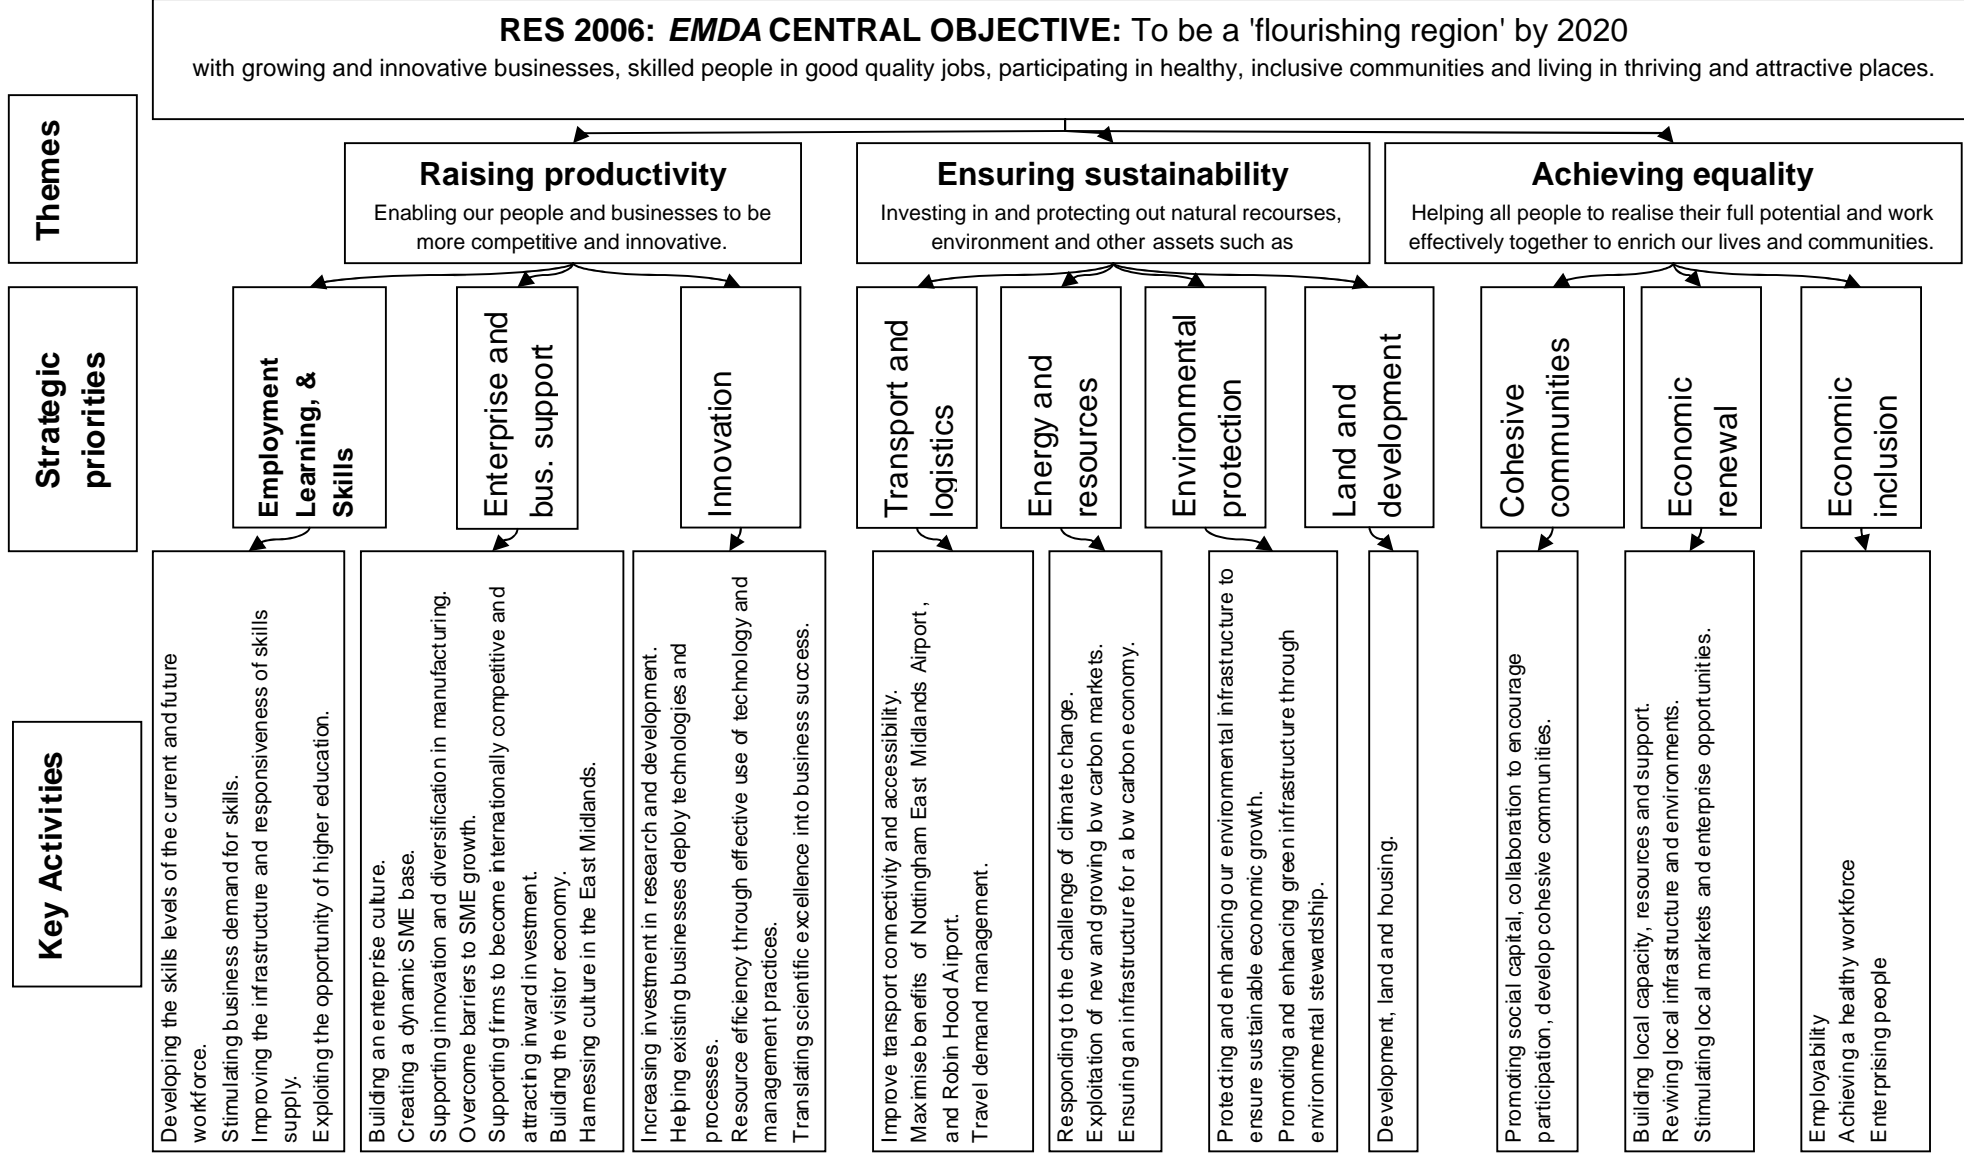 RES 2006: EMDA CENTRAL OBJECTIVE: To be a 'flourishing region' by 2020
with growing and innovative businesses, skilled people in good quality jobs, participating in healthy, inclusive communities and living in thriving and attractive places.
Themes
Raising productivity
Enabling our people and businesses to be
more competitive and innovative.
Ensuring sustainability
Investing in and protecting out natural recourses,
environment and other assets such as
Achieving equality
Helping all people to realise their full potential and work
effectively together to enrich our lives and communities.
Strategic
priorities
Employment
Learning, &
Skills
Enterprise and
bus. support
Innovation
Transport and
logistics
Energy and
resources
Environmental
protection
Land and
development
Cohesive
communities
Economic
renewal
Economic
inclusion
Key Activities
Developing the skills levels of the current and future
workforce.
Stimulating business demand for skills.
Improving the infrastructure and responsiveness of skills
supply.
Exploiting the opportunity of higher education.
Building an enterprise culture.
Creating a dynamic SME base.
Supporting innovation and diversification in manufacturing.
Overcome barriers to SME growth.
Supporting firms to become internationally competitive and
attracting inward investment.
Building the visitor economy.
Harnessing culture in the East Midlands.
Increasing investment in research and development.
Helping existing businesses deploy technologies and
processes.
Resource efficiency through effective use of technology and
management practices.
Translating scientific excellence into business success.
Improve transport connectivity and accessibility.
Maximise benefits of Nottingham East Midlands Airport,
and Robin Hood Airport.
Travel demand management.
Responding to the challenge of climate change.
Exploitation of new and growing low carbon markets.
Ensuring an infrastructure for a low carbon economy.
Protecting and enhancing our environmental infrastructure to
ensure sustainable economic growth.
Promoting and enhancing green infrastructure through
environmental stewardship.
Development, land and housing.
Promoting social capital, collaboration to encourage
participation, develop cohesive communities.
Building local capacity, resources and support.
Reviving local infrastructure and environments.
Stimulating local markets and enterprise opportunities.
Employability
Achieving a healthy workforce
Enterprising people